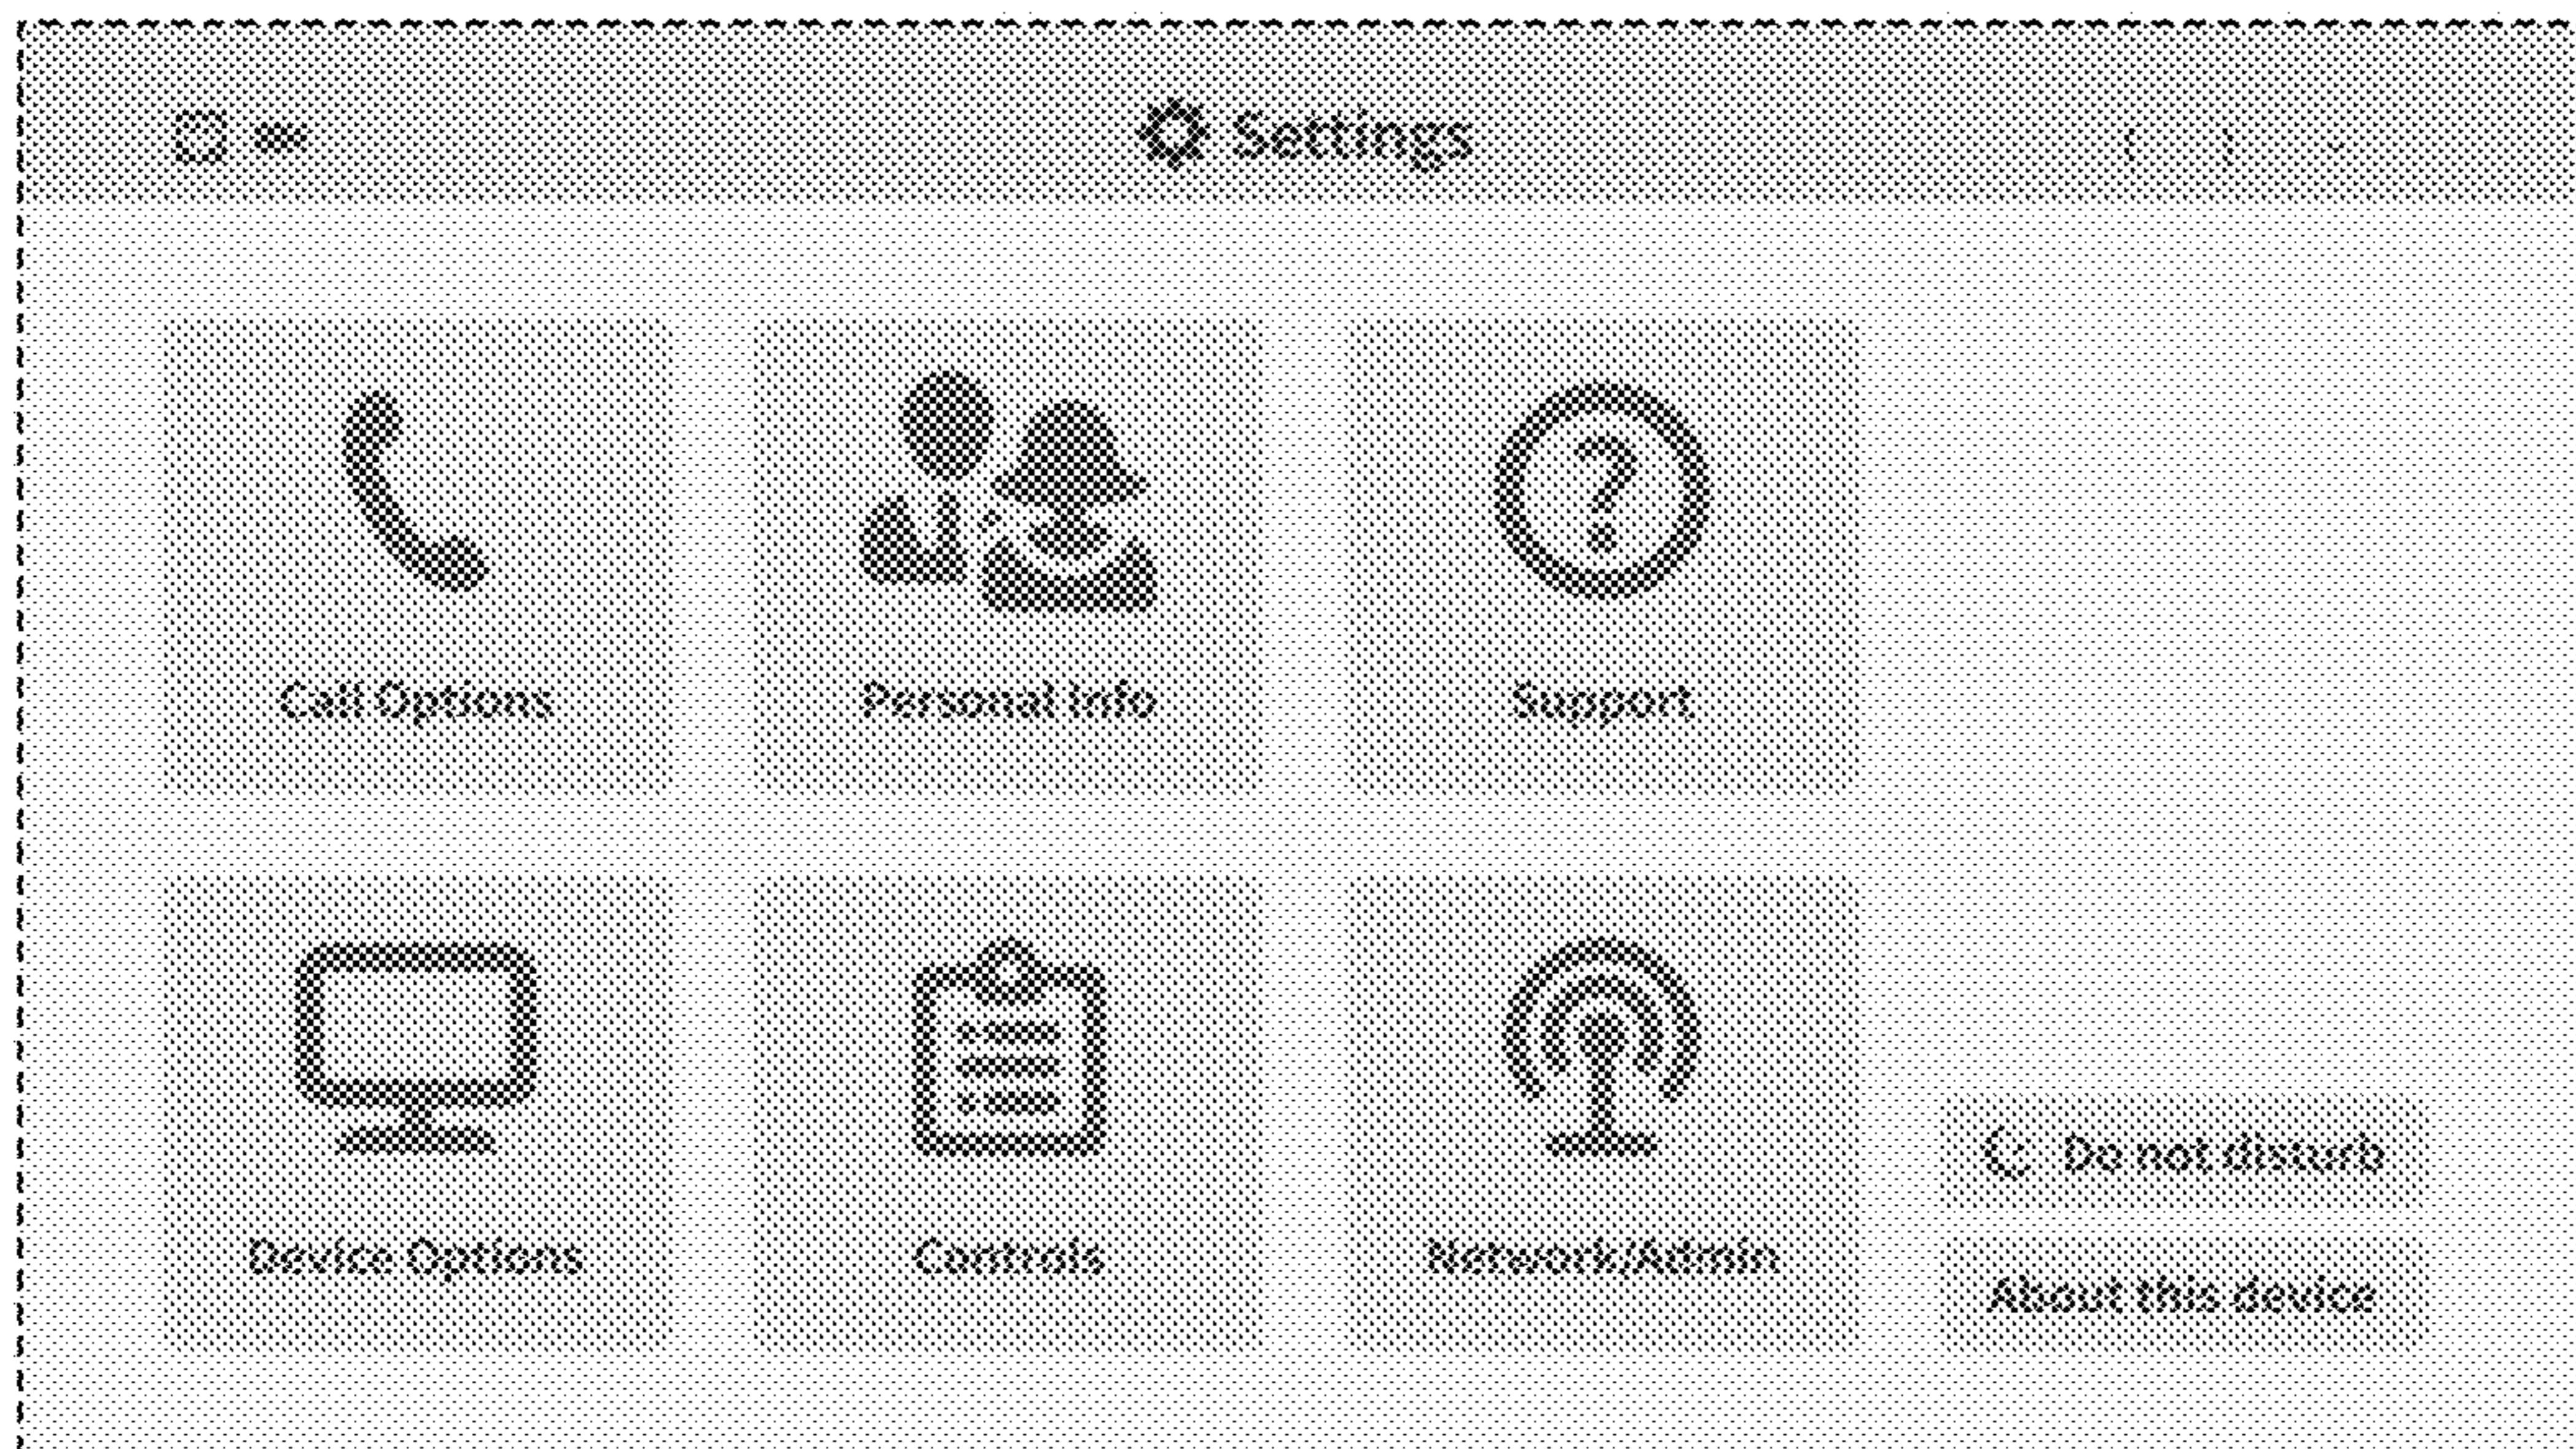 Settings
Call Options
Personal Info
Support
Device Options
Controls
Network/Admin
Do not disturb
About this device